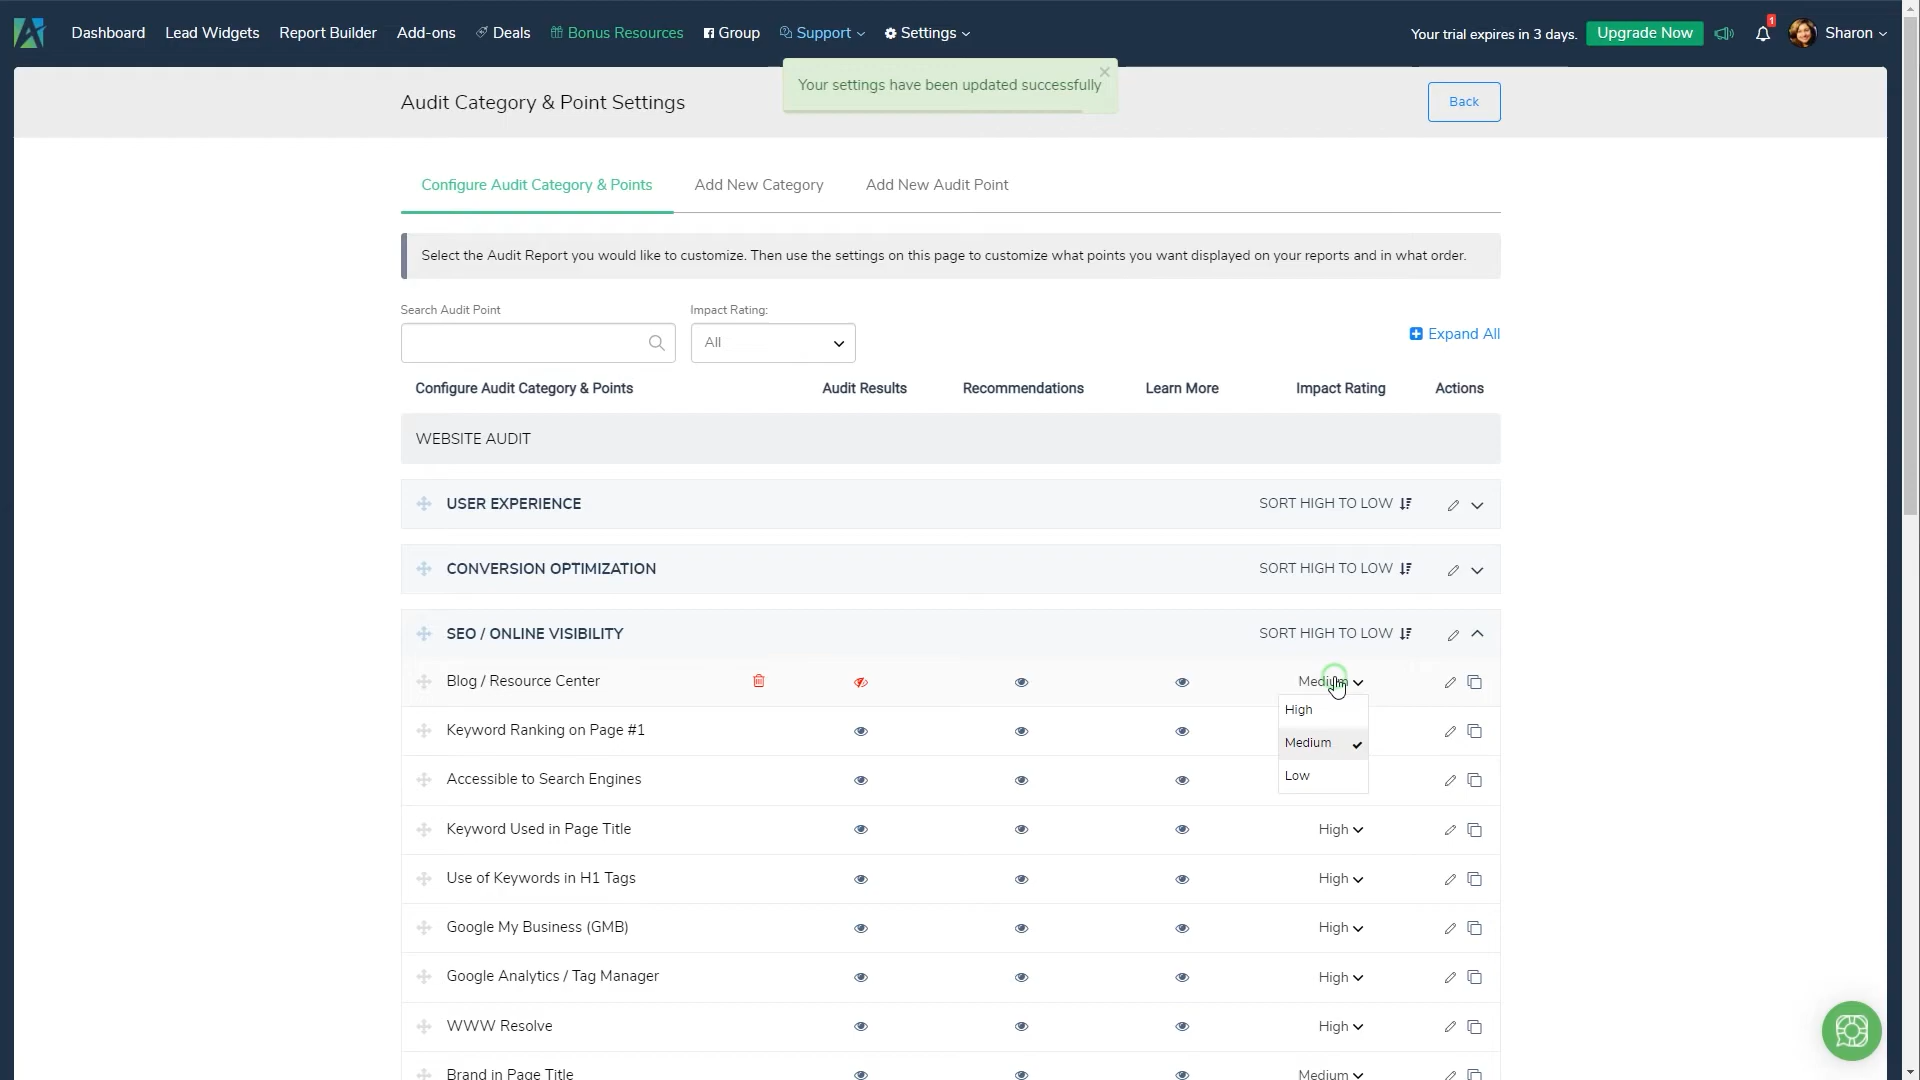 Dashboard Lead Widgets Report Builder Add-ons Deals Bonus Resources Group Support Settings Your trial expires in 3 days. Upgrade Now 1 Sharon
Your settings have been updated successfully
Audit Category & Point Settings Back
Configure Audit Category & Points Add New Category Add New Audit Point
Select the Audit Report you would like to customize. Then use the settings on this page to customize what points you want displayed on your reports and in what order.
Search Audit Point Impact Rating:
All Expand All
Configure Audit Category & Points Audit Results Recommendations Learn More Impact Rating Actions
WEBSITE AUDIT
USER EXPERIENCE SORT HIGH TO LOW
CONVERSION OPTIMIZATION SORT HIGH TO LOW
SEO / ONLINE VISIBILITY SORT HIGH TO LOW
Blog / Resource Center Medium
High
Keyword Ranking on Page #1
Medium
Low
Accessible to Search Engines
Keyword Used in Page Title High
Use of Keywords in H1 Tags High
Google My Business (GMB) High
Google Analytics / Tag Manager High
WWW Resolve High
Brand in Page Title Medium